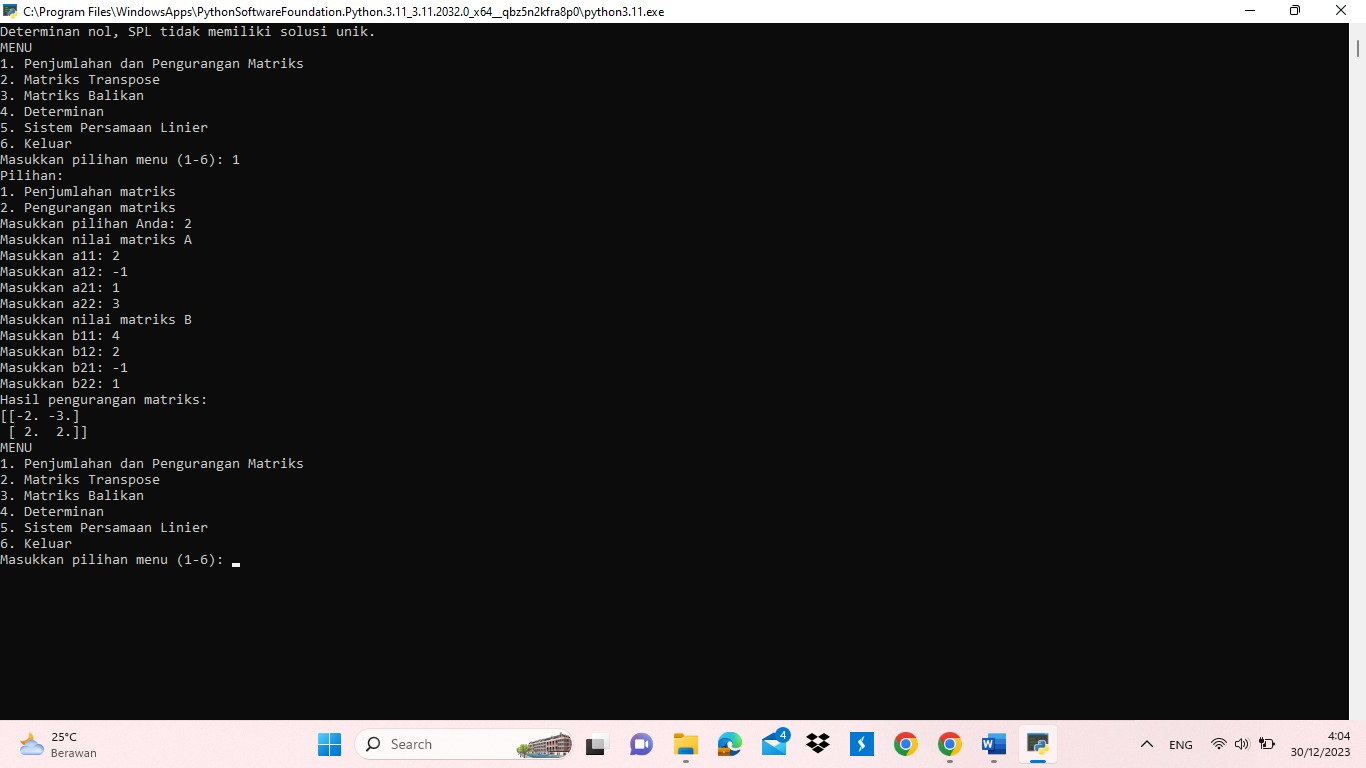 C:\Program Files\WindowsApps\PythonSoftwareFoundation.Python.3.11_3.11.2032.0_x64__qbz5n2kfra8p0\python3.11.exe
Determinan nol, SPL tidak memiliki solusi unik.
MENU
1. Penjumlahan dan Pengurangan Matriks
2. Matriks Transpose
3. Matriks Balikan
4. Determinan
5. Sistem Persamaan Linier
6. Keluar
Masukkan pilihan menu (1-6): 1
Pilihan:
1. Penjumlahan matriks
2. Pengurangan matriks
Masukkan pilihan Anda: 2
Masukkan nilai matriks A
Masukkan a11: 2
Masukkan a12: -1
Masukkan a21: 1
Masukkan a22: 3
Masukkan nilai matriks B
Masukkan b11: 4
Masukkan b12: 2
Masukkan b21: -1
Masukkan b22: 1
Hasil pengurangan matriks:
[[-2. -3.]
 [ 2.  2.]]
MENU
1. Penjumlahan dan Pengurangan Matriks
2. Matriks Transpose
3. Matriks Balikan
4. Determinan
5. Sistem Persamaan Linier
6. Keluar
Masukkan pilihan menu (1-6):
25°C
Berawan
Search
4
ENG
4:04
30/12/2023